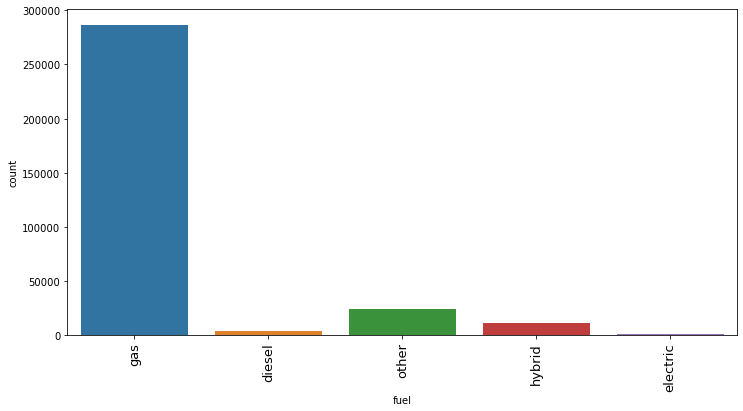 300000
250000
200000
150000
100000
50000
0
count
gas
diesel
other
hybrid
electric
fuel